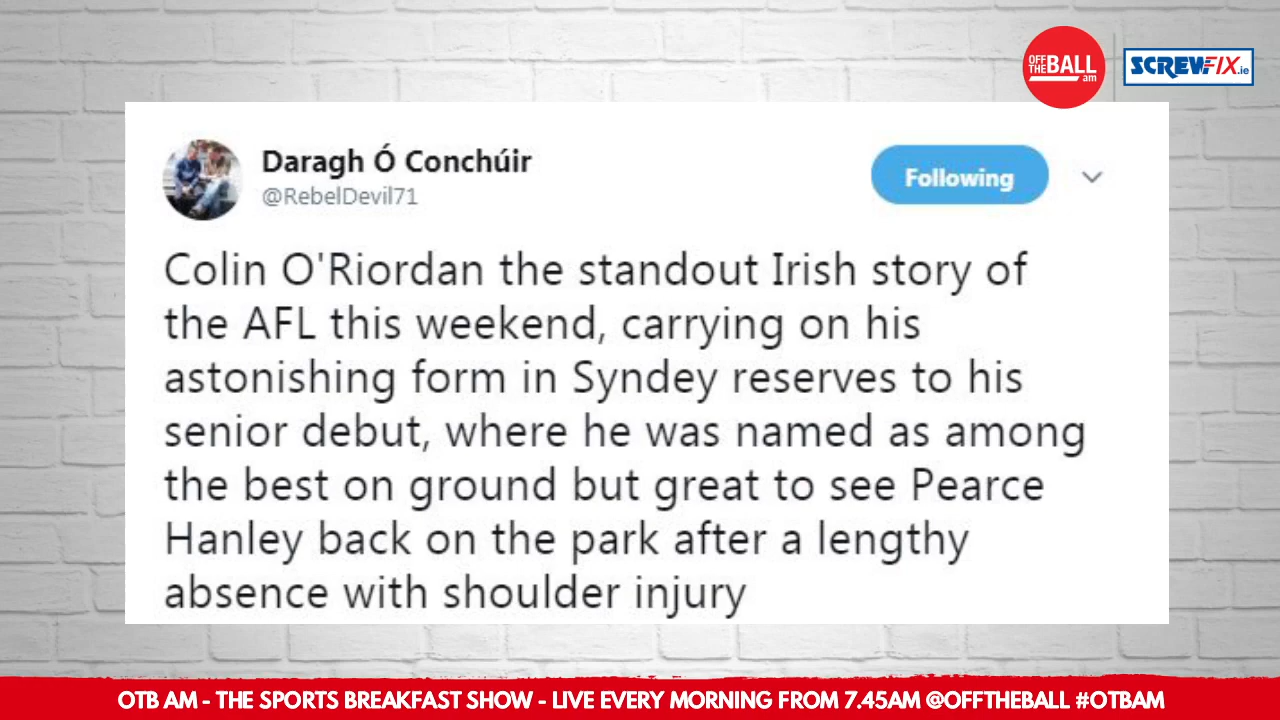 OFF
THE BALL
am
SCREWFIX.ie
Daragh Ó Conchúir
@RebelDevil71
Following
Colin O'Riordan the standout Irish story of
the AFL this weekend, carrying on his
astonishing form in Syndey reserves to his
senior debut, where he was named as among
the best on ground but great to see Pearce
Hanley back on the park after a lengthy
absence with shoulder injury
OTB AM - THE SPORTS BREAKFAST SHOW - LIVE EVERY MORNING FROM 7.45AM @OFFTHEBALL #OTBAM